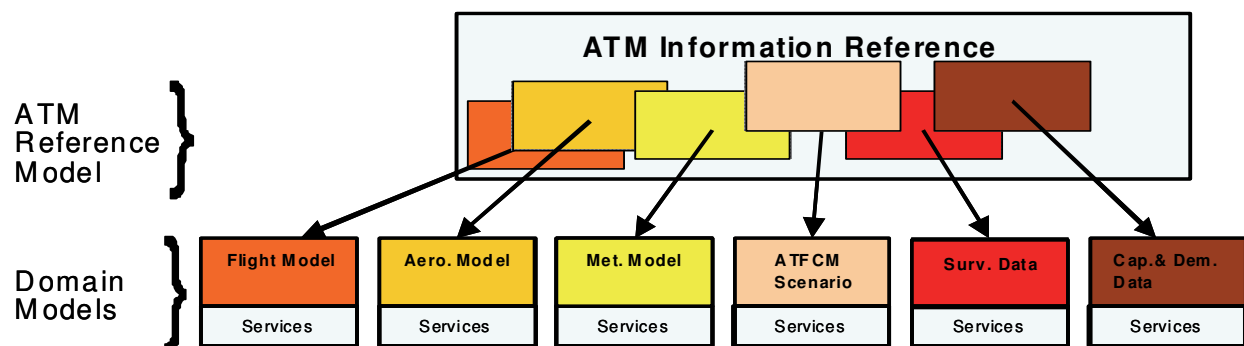 ATM Information Reference
ATM
Reference
Model
Flight Model
Aero. Model
Met. Model
ATFCM
Scenario
Surv. Data
Cap.& Dem.
Data
Domain
Models
Services
Services
Services
Services
Services
Services